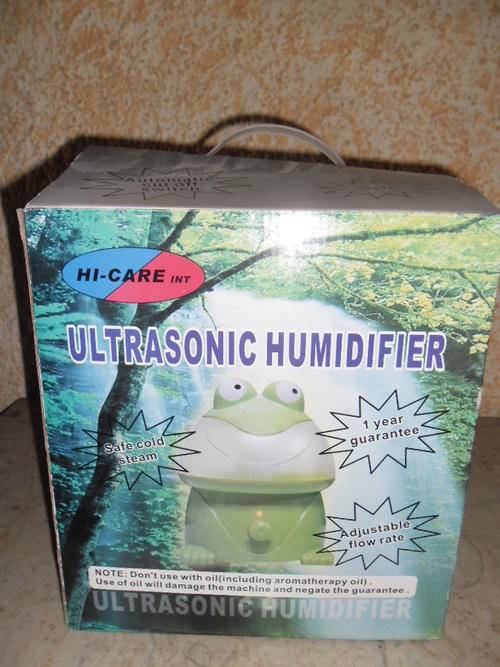 Automatic
cut off
switch
HI-CARE INT
ULTRASONIC HUMIDIFIER
1 year
guarantee
Safe cold
steam
Adjustable
flow rate
NOTE: Don't use with oil(including aromatherapy oil).
Use of oil will damage the machine and negate the guarantee.
ULTRASONIC HUMIDIFIER